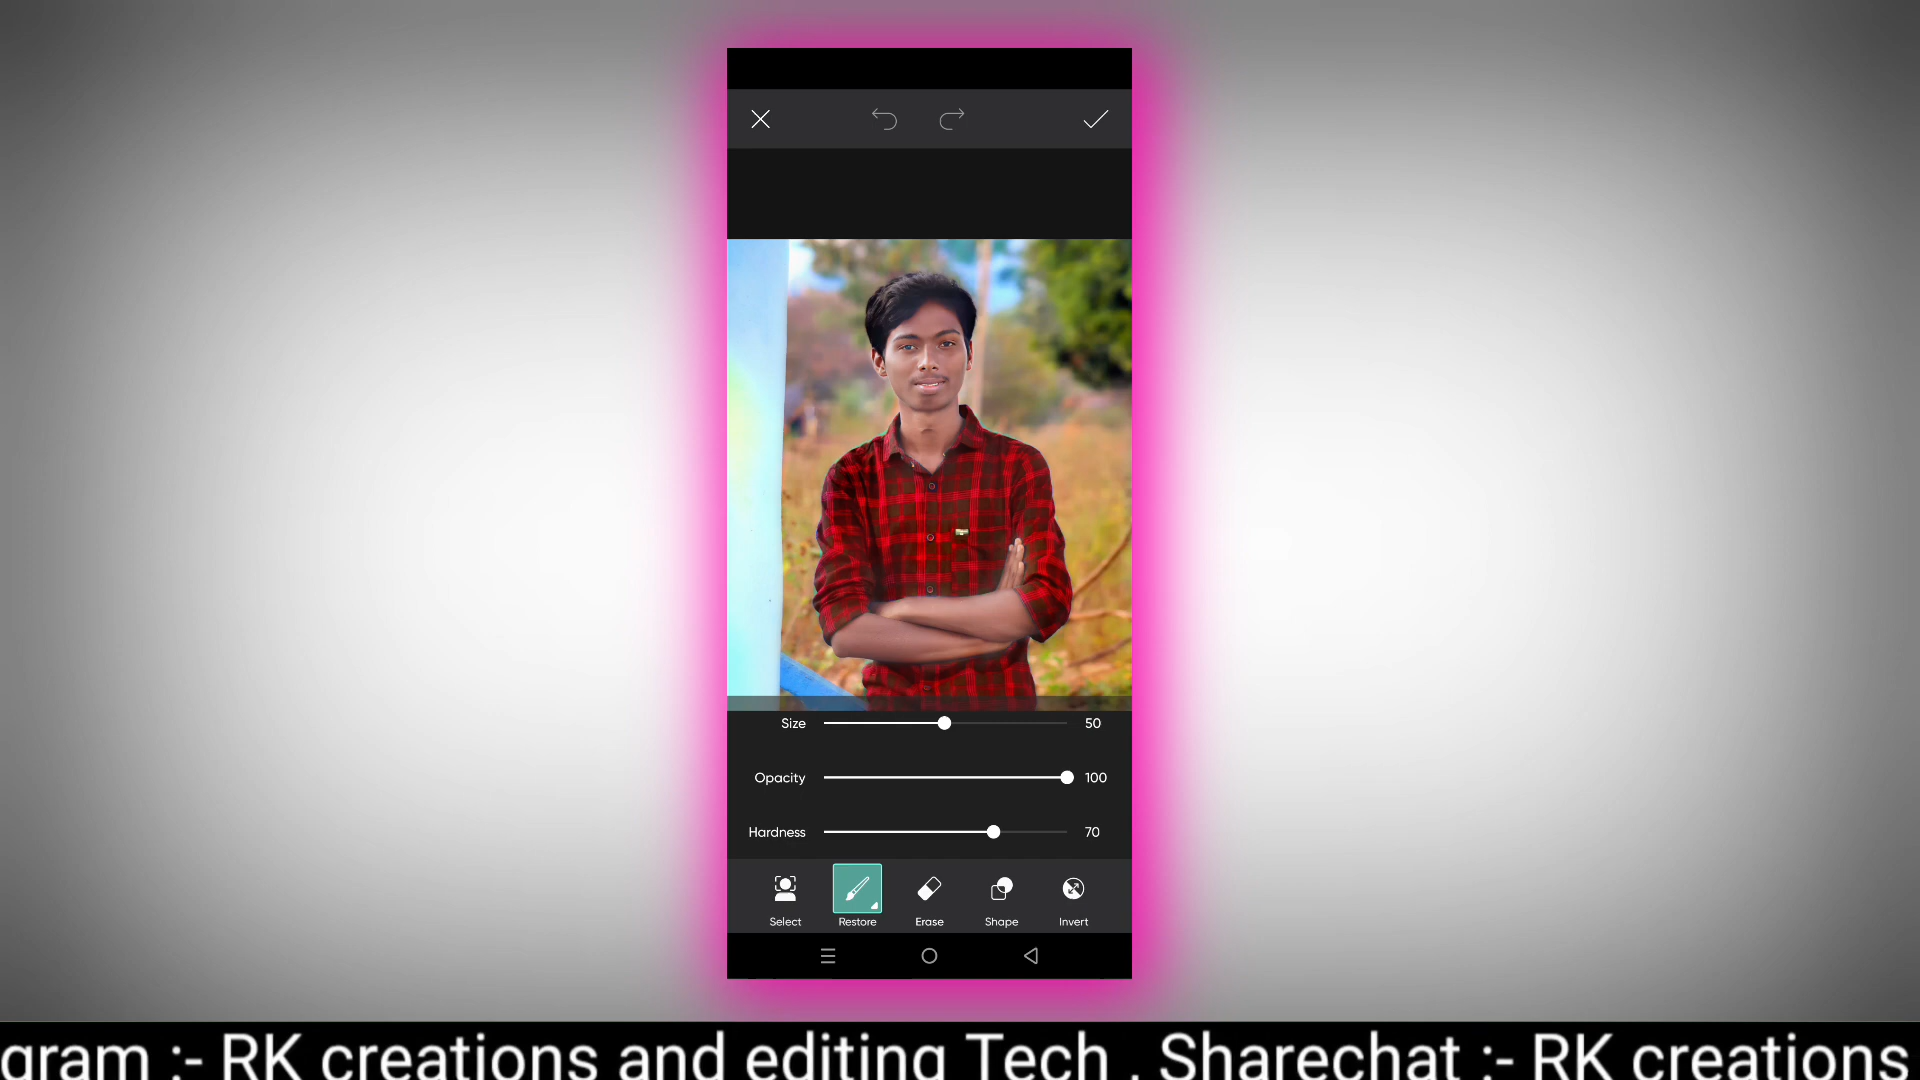 Size 50
Opacity 100
Hardness 70
Select Restore Erase Shape Invert
gram :- RK creations and editing Tech , Sharechat :- RK creations